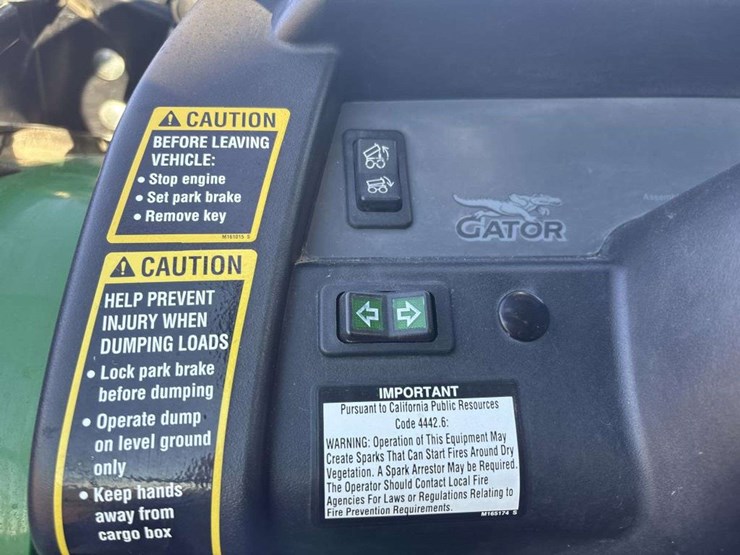 CAUTION
BEFORE LEAVING
VEHICLE:
• Stop engine
• Set park brake
• Remove key
CAUTION
HELP PREVENT
INJURY WHEN
DUMPING LOADS
• Lock park brake
before dumping
• Operate dump
on level ground
only
• Keep hands
away from
cargo box
GATOR
IMPORTANT
Pursuant to California Public Resources
Code 4442.6:
WARNING: Operation of This Equipment May
Create Sparks That Can Start Fires Around Dry
Vegetation. A Spark Arrestor May be Required.
The Operator Should Contact Local Fire
Agencies For Laws or Regulations Relating to
Fire Prevention Requirements.
M165174 S